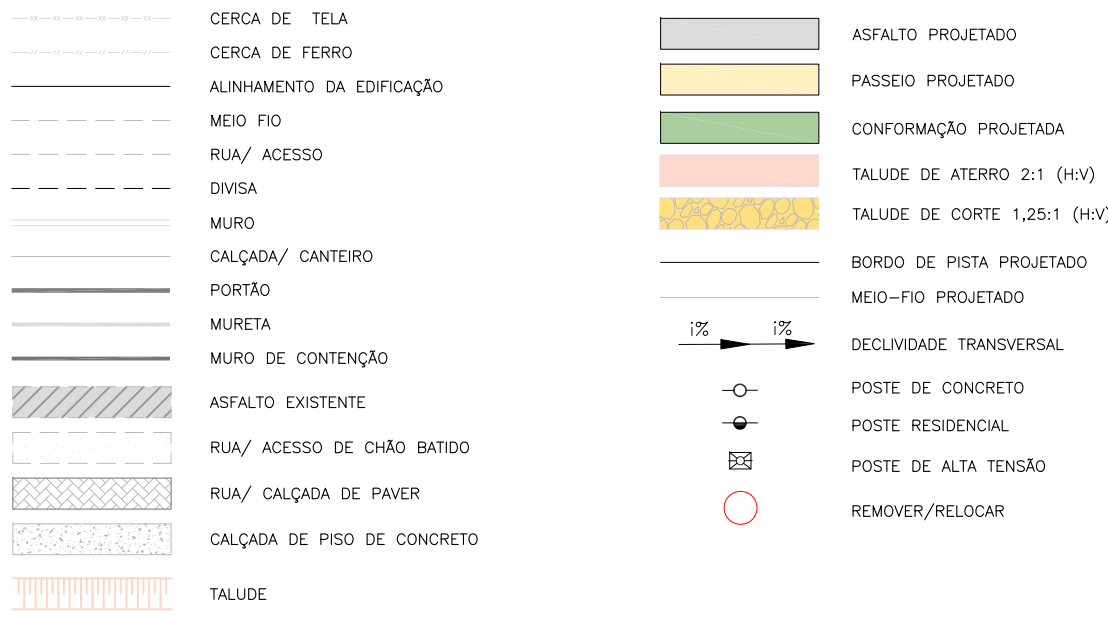 CERCA DE TELA
CERCA DE FERRO
ALINHAMENTO DA EDIFICAÇÃO
MEIO FIO
RUA/ ACESSO
DIVISA
MURO
CALÇADA/ CANTEIRO
PORTÃO
MURETA
MURO DE CONTENÇÃO
ASFALTO EXISTENTE
RUA/ ACESSO DE CHÃO BATIDO
RUA/ CALÇADA DE PAVER
CALÇADA DE PISO DE CONCRETO
TALUDE
ASFALTO PROJETADO
PASSEIO PROJETADO
CONFORMAÇÃO PROJETADA
TALUDE DE ATERRO 2:1 (H:V)
TALUDE DE CORTE 1,25:1 (H:V)
BORDO DE PISTA PROJETADO
MEIO-FIO PROJETADO
i% i%
DECLIVIDADE TRANSVERSAL
POSTE DE CONCRETO
POSTE RESIDENCIAL
POSTE DE ALTA TENSÃO
REMOVER/RELOCAR